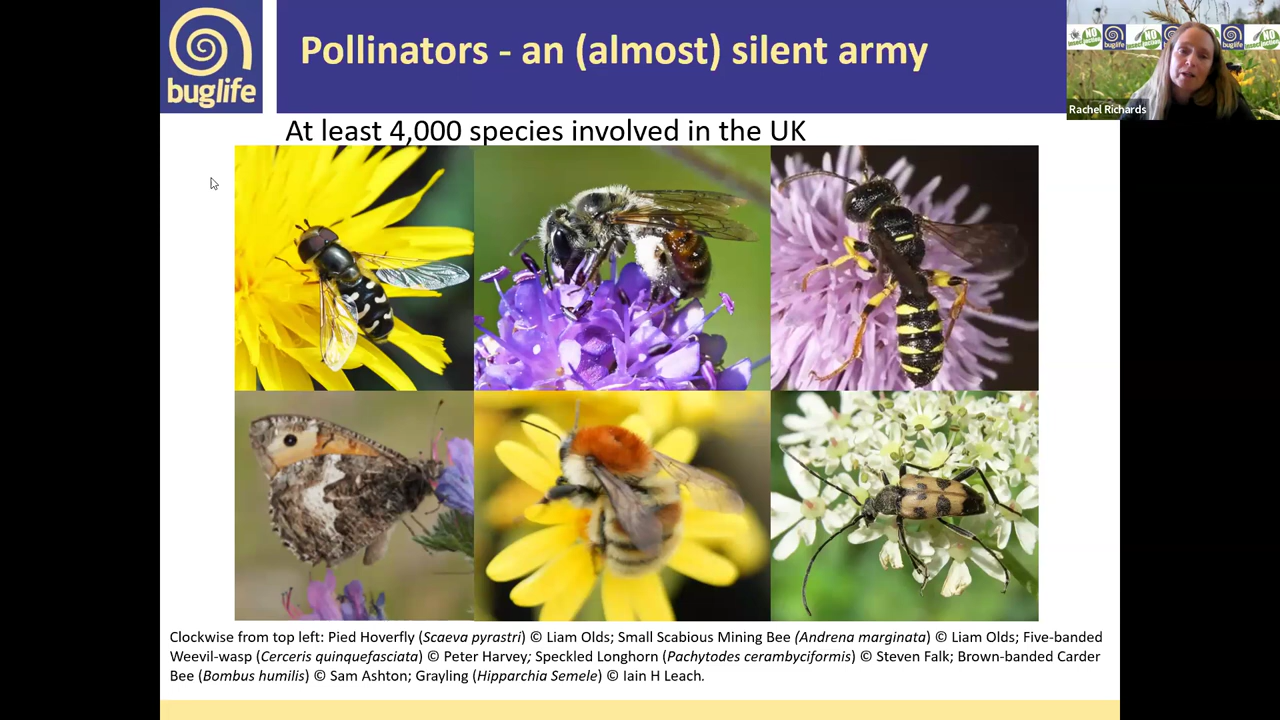 buglife
Pollinators - an (almost) silent army
Rachel Richards
At least 4,000 species involved in the UK
Clockwise from top left: Pied Hoverfly (Scaeva pyrastri) © Liam Olds; Small Scabious Mining Bee (Andrena marginata) © Liam Olds; Five-banded
Weevil-wasp (Cerceris quinquefasciata) © Peter Harvey; Speckled Longhorn (Pachytodes cerambyciformis) © Steven Falk; Brown-banded Carder
Bee (Bombus humilis) © Sam Ashton; Grayling (Hipparchia Semele) © Iain H Leach.